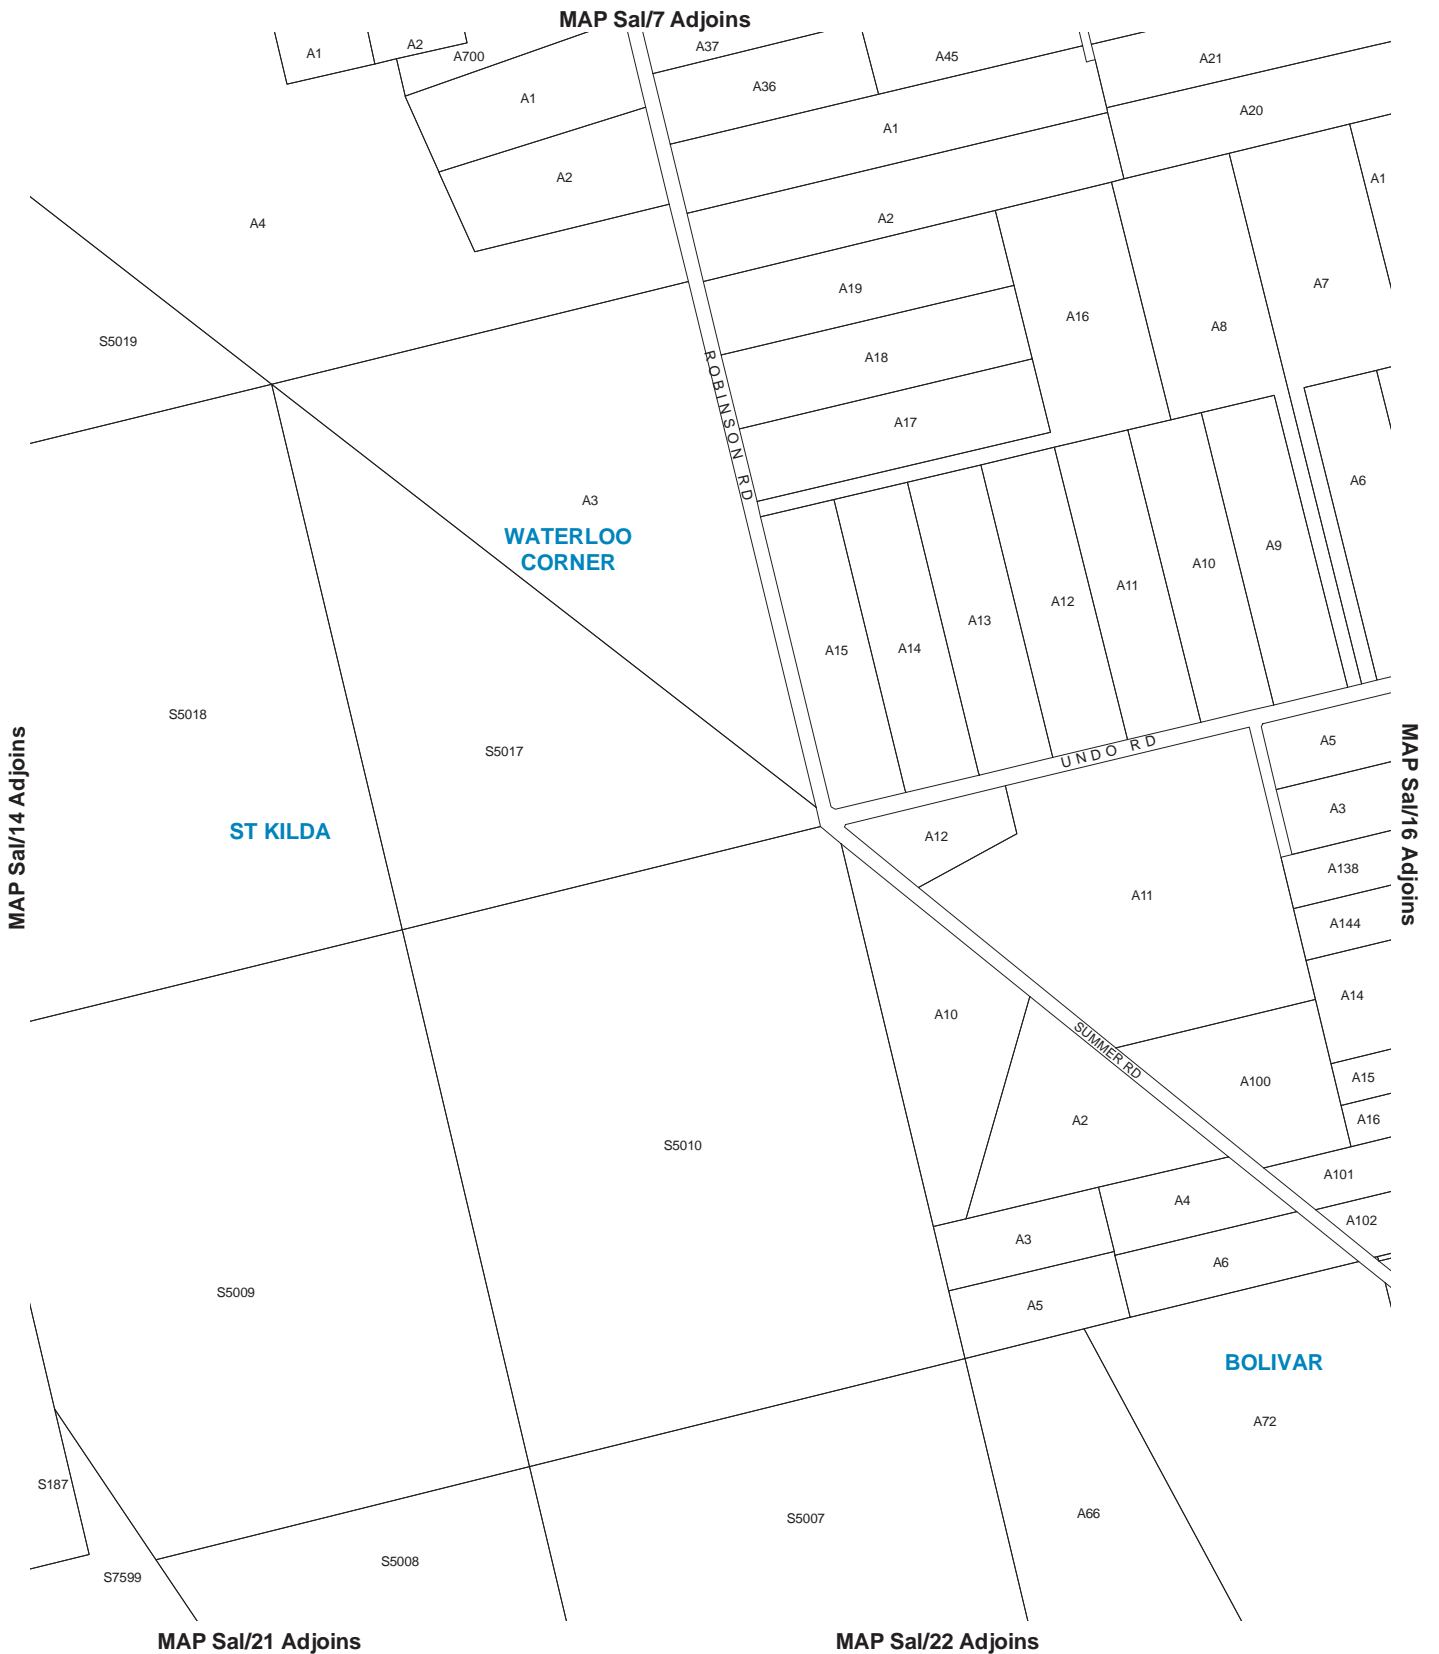 MAP Sal/7 Adjoins
A1
A2
A700
A37
A45
A21
A36
A1
A20
A1
A2
A1
A4
A2
A7
A19
A16
A8
S5019
A18
ROBINSON RD
A17
A6
A3
WATERLOO
CORNER
A9
A10
A11
A12
A13
A14
A15
S5018
S5017
UNDO RD
A5
MAP Sal/14 Adjoins
MAP Sal/16 Adjoins
ST KILDA
A3
A12
A138
A11
A144
A14
A10
SUMMER RD
A100
A15
A2
A16
S5010
A101
A4
A102
A3
A6
S5009
A5
BOLIVAR
A72
S187
A66
S5007
S5008
S7599
MAP Sal/21 Adjoins
MAP Sal/22 Adjoins